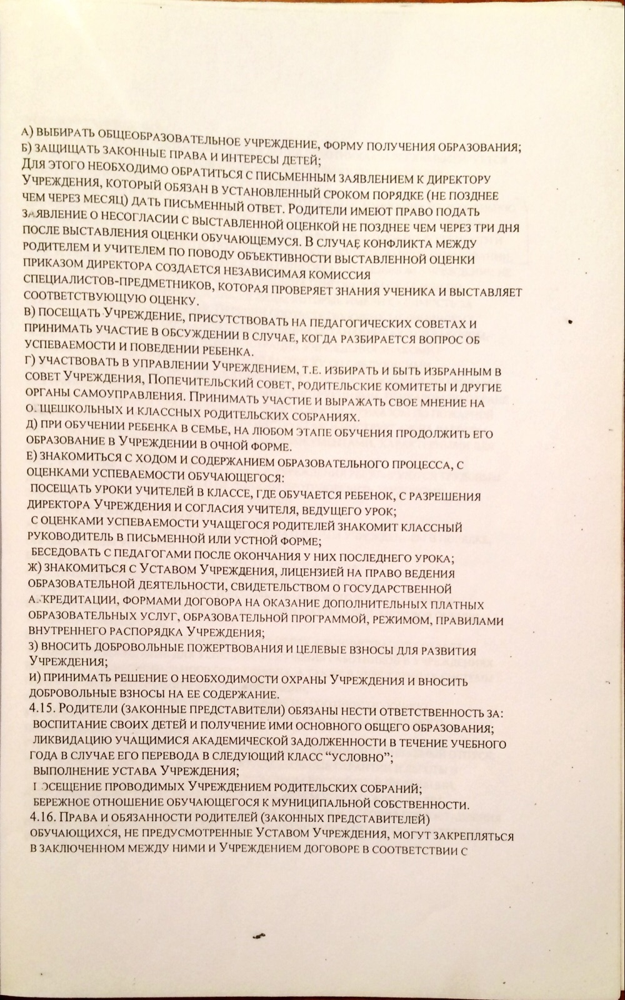 А) ВЫБИРАТЬ ОБЩЕОБРАЗОВАТЕЛЬНОЕ УЧРЕЖДЕНИЕ, ФОРМУ ПОЛУЧЕНИЯ ОБРАЗОВАНИЯ;
Б) ЗАЩИЩАТЬ ЗАКОННЫЕ ПРАВА И ИНТЕРЕСЫ ДЕТЕЙ;
ДЛЯ ЭТОГО НЕОБХОДИМО ОБРАТИТЬСЯ С ПИСЬМЕННЫМ ЗАЯВЛЕНИЕМ К ДИРЕКТОРУ
УЧРЕЖДЕНИЯ, КОТОРЫЙ ОБЯЗАН В УСТАНОВЛЕННЫЙ СРОКОМ ПОРЯДКЕ (НЕ ПОЗДНЕЕ
ЧЕМ ЧЕРЕЗ МЕСЯЦ) ДАТЬ ПИСЬМЕННЫЙ ОТВЕТ. РОДИТЕЛИ ИМЕЮТ ПРАВО ПОДАТЬ
ЗАЯВЛЕНИЕ О НЕСОГЛАСИИ С ВЫСТАВЛЕННОЙ ОЦЕНКОЙ НЕ ПОЗДНЕЕ ЧЕМ ЧЕРЕЗ ТРИ ДНЯ
ПОСЛЕ ВЫСТАВЛЕНИЯ ОЦЕНКИ ОБУЧАЮЩЕМУСЯ. В СЛУЧАЕ КОНФЛИКТА МЕЖДУ
РОДИТЕЛЕМ И УЧИТЕЛЕМ ПО ПОВОДУ ОБЪЕКТИВНОСТИ ВЫСТАВЛЕННОЙ ОЦЕНКИ
ПРИКАЗОМ ДИРЕКТОРА СОЗДАЕТСЯ НЕЗАВИСИМАЯ КОМИССИЯ
СПЕЦИАЛИСТОВ-ПРЕДМЕТНИКОВ, КОТОРАЯ ПРОВЕРЯЕТ ЗНАНИЯ УЧЕНИКА И ВЫСТАВЛЯЕТ
СООТВЕТСТВУЮЩУЮ ОЦЕНКУ.
В) ПОСЕЩАТЬ УЧРЕЖДЕНИЕ, ПРИСУТСТВОВАТЬ НА ПЕДАГОГИЧЕСКИХ СОВЕТАХ И
ПРИНИМАТЬ УЧАСТИЕ В ОБСУЖДЕНИИ В СЛУЧАЕ, КОГДА РАЗБИРАЕТСЯ ВОПРОС ОБ
УСПЕВАЕМОСТИ И ПОВЕДЕНИИ РЕБЕНКА.
Г) УЧАСТВОВАТЬ В УПРАВЛЕНИИ УЧРЕЖДЕНИЕМ, Т.Е. ИЗБИРАТЬ И БЫТЬ ИЗБРАННЫМ В
СОВЕТ УЧРЕЖДЕНИЯ, ПОПЕЧИТЕЛЬСКИЙ СОВЕТ, РОДИТЕЛЬСКИЕ КОМИТЕТЫ И ДРУГИЕ
ОРГАНЫ САМОУПРАВЛЕНИЯ. ПРИНИМАТЬ УЧАСТИЕ И ВЫРАЖАТЬ СВОЕ МНЕНИЕ НА
ОБЩЕШКОЛЬНЫХ И КЛАССНЫХ РОДИТЕЛЬСКИХ СОБРАНИЯХ.
Д) ПРИ ОБУЧЕНИИ РЕБЕНКА В СЕМЬЕ, НА ЛЮБОМ ЭТАПЕ ОБУЧЕНИЯ ПРОДОЛЖИТЬ ЕГО
ОБРАЗОВАНИЕ В УЧРЕЖДЕНИИ В ОЧНОЙ ФОРМЕ.
Е) ЗНАКОМИТЬСЯ С ХОДОМ И СОДЕРЖАНИЕМ ОБРАЗОВАТЕЛЬНОГО ПРОЦЕССА, С
ОЦЕНКАМИ УСПЕВАЕМОСТИ ОБУЧАЮЩЕГОСЯ:
ПОСЕЩАТЬ УРОКИ УЧИТЕЛЕЙ В КЛАССЕ, ГДЕ ОБУЧАЕТСЯ РЕБЕНОК, С РАЗРЕШЕНИЯ
ДИРЕКТОРА УЧРЕЖДЕНИЯ И СОГЛАСИЯ УЧИТЕЛЯ, ВЕДУЩЕГО УРОК;
С ОЦЕНКАМИ УСПЕВАЕМОСТИ УЧАЩЕГОСЯ РОДИТЕЛЕЙ ЗНАКОМИТ КЛАССНЫЙ
РУКОВОДИТЕЛЬ В ПИСЬМЕННОЙ ИЛИ УСТНОЙ ФОРМЕ;
БЕСЕДОВАТЬ С ПЕДАГОГАМИ ПОСЛЕ ОКОНЧАНИЯ У НИХ ПОСЛЕДНЕГО УРОКА;
Ж) ЗНАКОМИТЬСЯ С УСТАВОМ УЧРЕЖДЕНИЯ, ЛИЦЕНЗИЕЙ НА ПРАВО ВЕДЕНИЯ
ОБРАЗОВАТЕЛЬНОЙ ДЕЯТЕЛЬНОСТИ, СВИДЕТЕЛЬСТВОМ О ГОСУДАРСТВЕННОЙ
АККРЕДИТАЦИИ, ФОРМАМИ ДОГОВОРА НА ОКАЗАНИЕ ДОПОЛНИТЕЛЬНЫХ ПЛАТНЫХ
ОБРАЗОВАТЕЛЬНЫХ УСЛУГ, ОБРАЗОВАТЕЛЬНОЙ ПРОГРАММОЙ, РЕЖИМОМ, ПРАВИЛАМИ
ВНУТРЕННЕГО РАСПОРЯДКА УЧРЕЖДЕНИЯ;
З) ВНОСИТЬ ДОБРОВОЛЬНЫЕ ПОЖЕРТВОВАНИЯ И ЦЕЛЕВЫЕ ВЗНОСЫ ДЛЯ РАЗВИТИЯ
УЧРЕЖДЕНИЯ;
И) ПРИНИМАТЬ РЕШЕНИЕ О НЕОБХОДИМОСТИ ОХРАНЫ УЧРЕЖДЕНИЯ И ВНОСИТЬ
ДОБРОВОЛЬНЫЕ ВЗНОСЫ НА ЕЕ СОДЕРЖАНИЕ.
4.15. РОДИТЕЛИ (ЗАКОННЫЕ ПРЕДСТАВИТЕЛИ) ОБЯЗАНЫ НЕСТИ ОТВЕТСТВЕННОСТЬ ЗА:
ВОСПИТАНИЕ СВОИХ ДЕТЕЙ И ПОЛУЧЕНИЕ ИМИ ОСНОВНОГО ОБЩЕГО ОБРАЗОВАНИЯ;
ЛИКВИДАЦИЮ УЧАЩИМИСЯ АКАДЕМИЧЕСКОЙ ЗАДОЛЖЕННОСТИ В ТЕЧЕНИЕ УЧЕБНОГО
ГОДА В СЛУЧАЕ ЕГО ПЕРЕВОДА В СЛЕДУЮЩИЙ КЛАСС “УСЛОВНО”;
ВЫПОЛНЕНИЕ УСТАВА УЧРЕЖДЕНИЯ;
ПОСЕЩЕНИЕ ПРОВОДИМЫХ УЧРЕЖДЕНИЕМ РОДИТЕЛЬСКИХ СОБРАНИЙ;
БЕРЕЖНОЕ ОТНОШЕНИЕ ОБУЧАЮЩЕГОСЯ К МУНИЦИПАЛЬНОЙ СОБСТВЕННОСТИ.
4.16. ПРАВА И ОБЯЗАННОСТИ РОДИТЕЛЕЙ (ЗАКОННЫХ ПРЕДСТАВИТЕЛЕЙ)
ОБУЧАЮЩИХСЯ, НЕ ПРЕДУСМОТРЕННЫЕ УСТАВОМ УЧРЕЖДЕНИЯ, МОГУТ ЗАКРЕПЛЯТЬСЯ
В ЗАКЛЮЧЕННОМ МЕЖДУ НИМИ И УЧРЕЖДЕНИЕМ ДОГОВОРЕ В СООТВЕТСТВИИ С